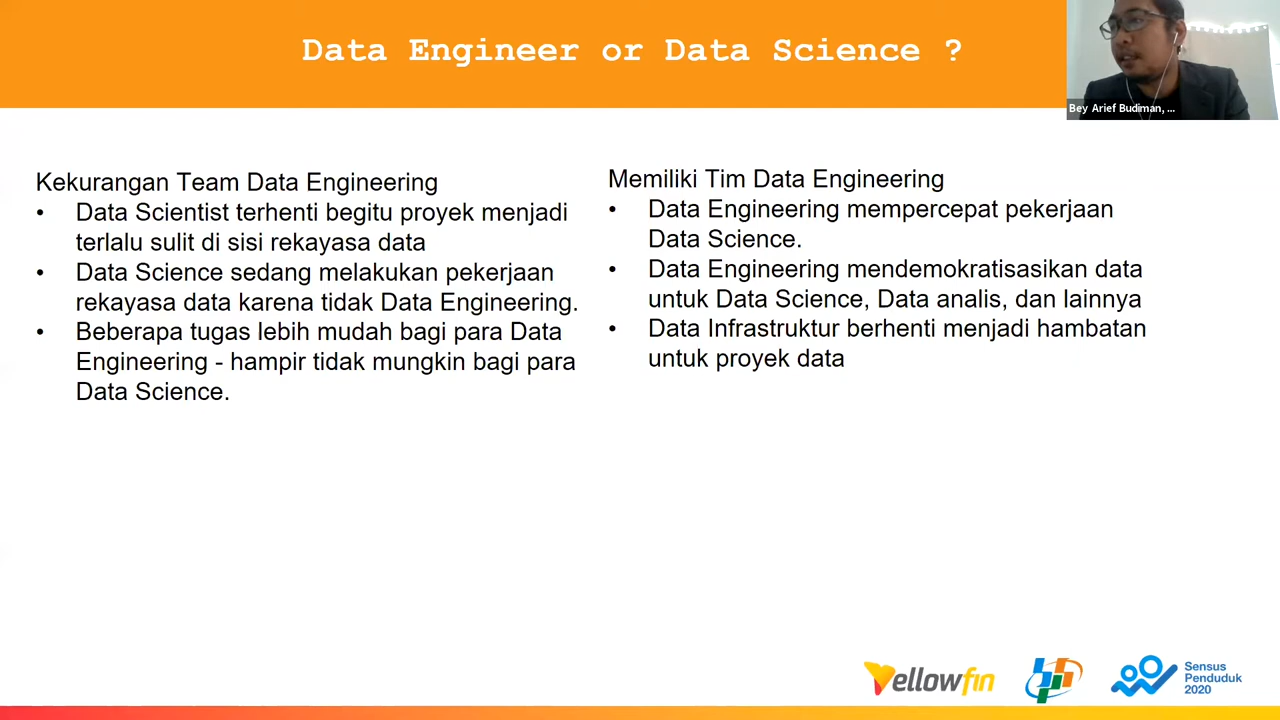 Data Engineer or Data Science ?
Bey Arief Budiman, ...
Kekurangan Team Data Engineering
• Data Scientist terhenti begitu proyek menjadi
terlalu sulit di sisi rekayasa data
• Data Science sedang melakukan pekerjaan
rekayasa data karena tidak Data Engineering.
• Beberapa tugas lebih mudah bagi para Data
Engineering - hampir tidak mungkin bagi para
Data Science.
Memiliki Tim Data Engineering
• Data Engineering mempercepat pekerjaan
Data Science.
• Data Engineering mendemokratisasikan data
untuk Data Science, Data analis, dan lainnya
• Data Infrastruktur berhenti menjadi hambatan
untuk proyek data
Yellowfin
Sensus
Penduduk
2020